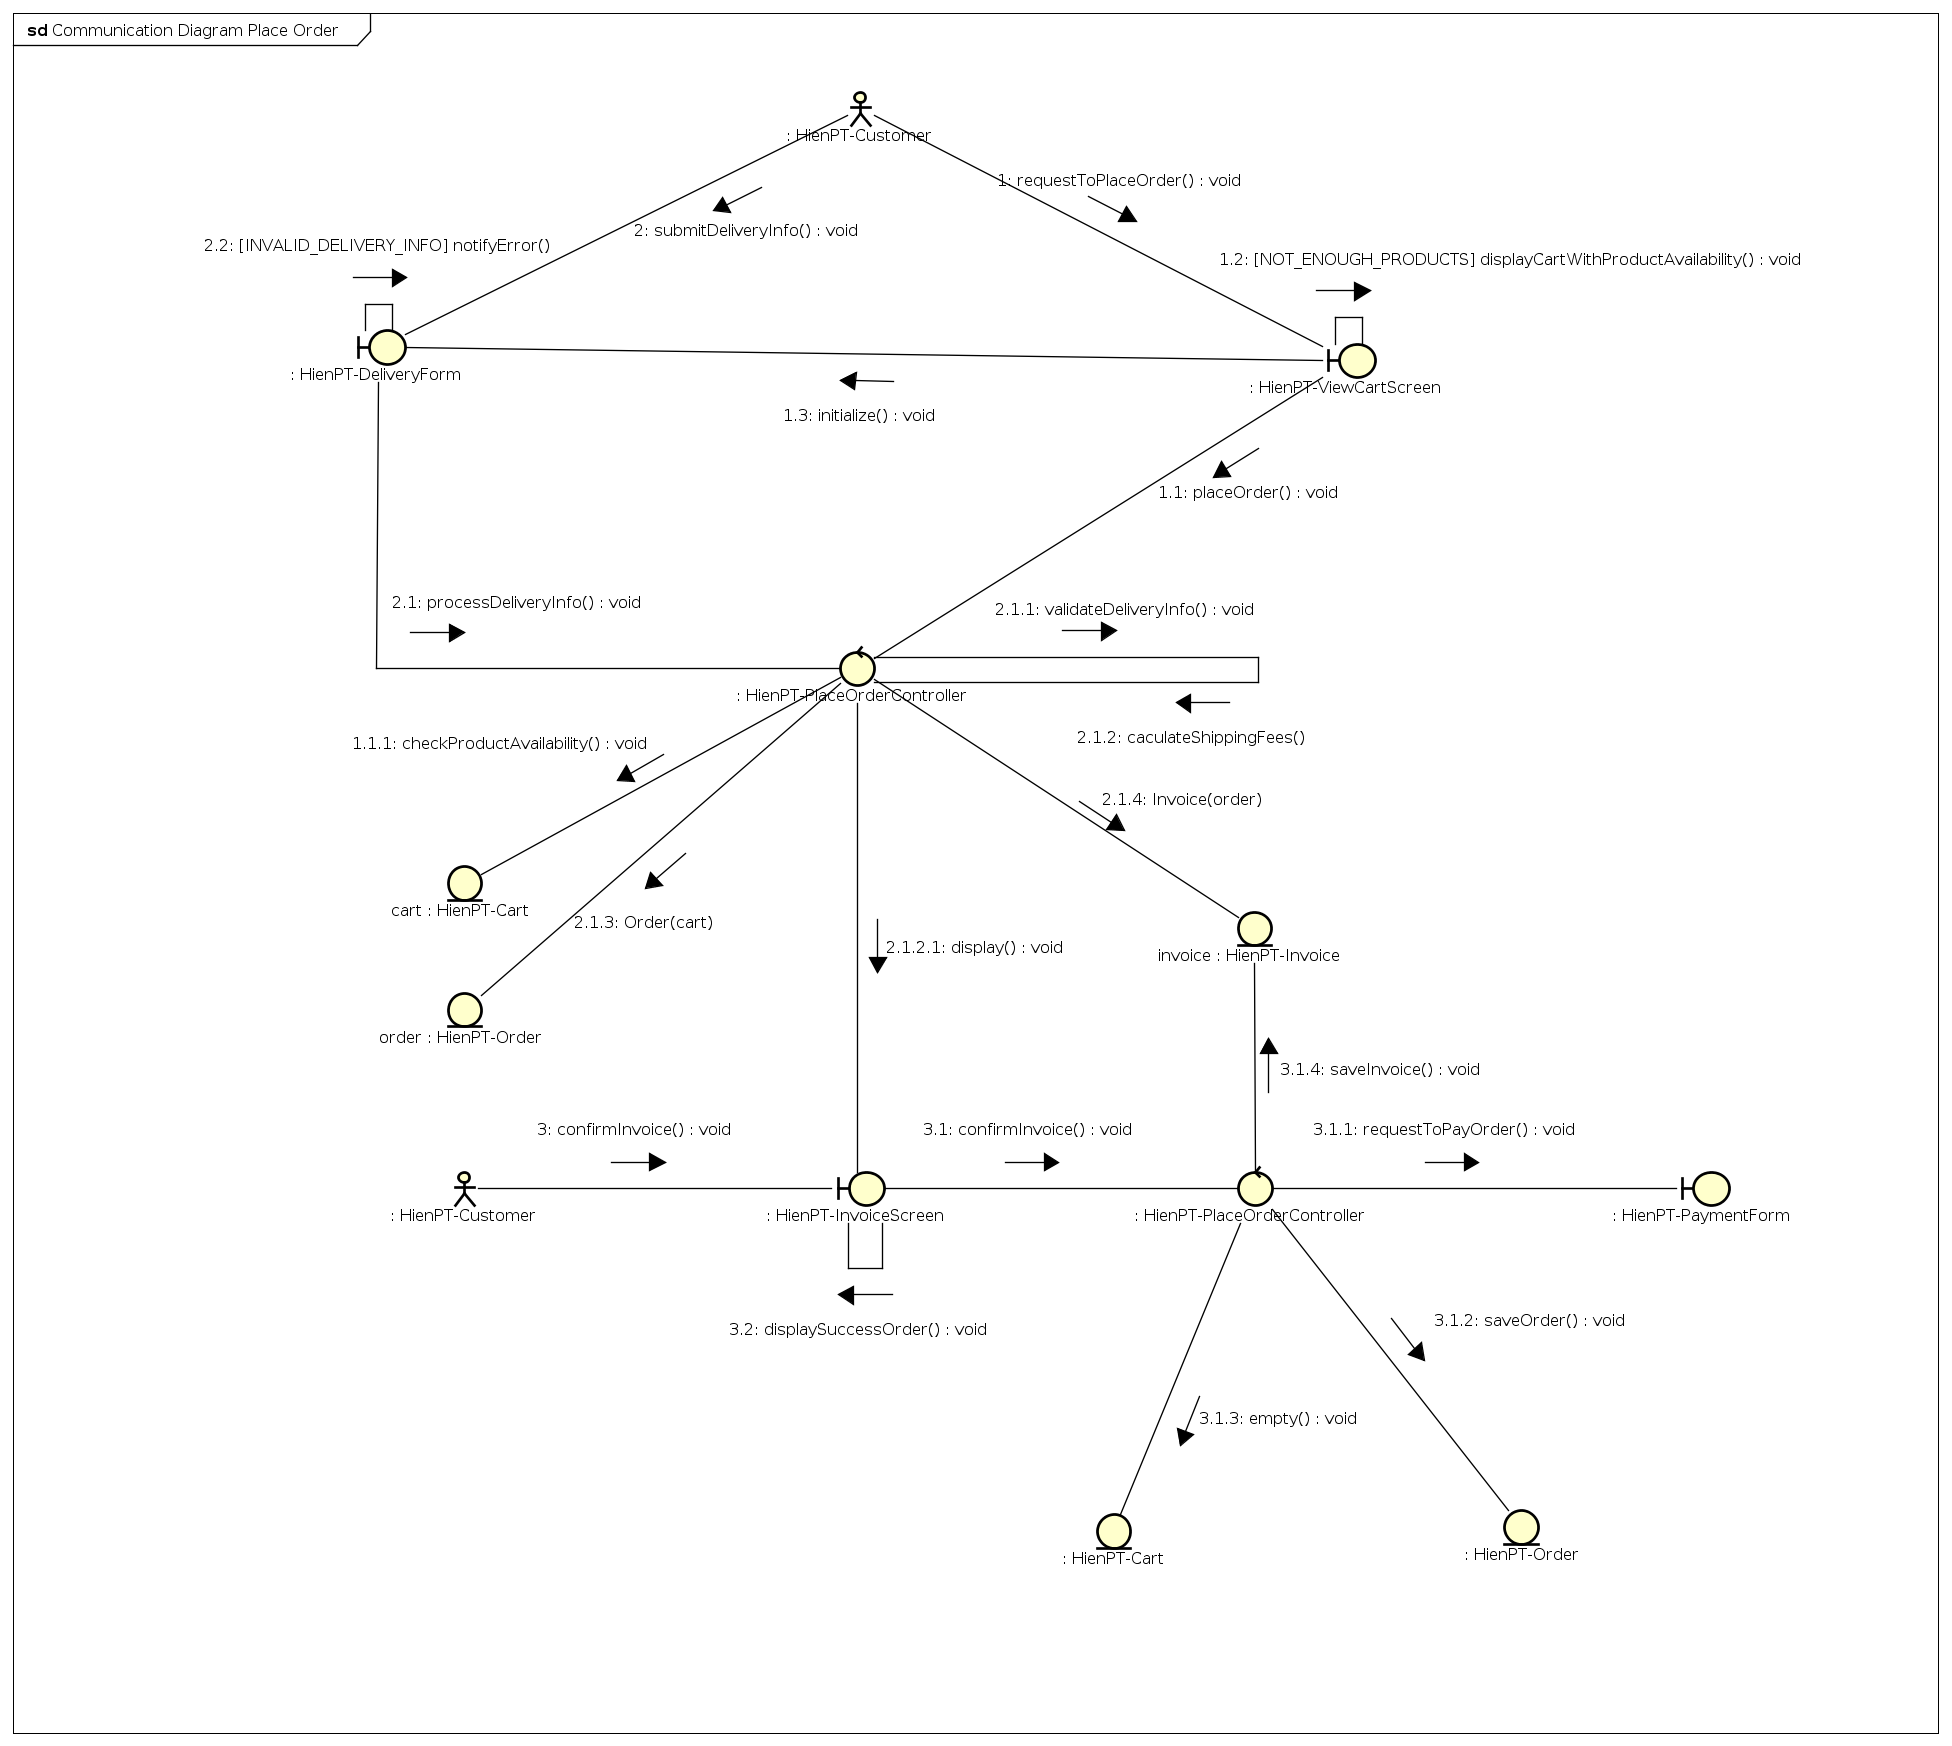 sd Communication Diagram Place Order
: HienPT-Customer
1: requestToPlaceOrder() : void
2: submitDeliveryInfo() : void
2.2: [INVALID_DELIVERY_INFO] notifyError()
1.2: [NOT_ENOUGH_PRODUCTS] displayCartWithProductAvailability() : void
: HienPT-DeliveryForm
: HienPT-ViewCartScreen
1.3: initialize() : void
1.1: placeOrder() : void
2.1: processDeliveryInfo() : void
2.1.1: validateDeliveryInfo() : void
: HienPT-PlaceOrderController
1.1.1: checkProductAvailability() : void
2.1.2: caculateShippingFees()
2.1.4: Invoice(order)
cart : HienPT-Cart
2.1.3: Order(cart)
2.1.2.1: display() : void
invoice : HienPT-Invoice
order : HienPT-Order
3.1.4: saveInvoice() : void
3: confirmInvoice() : void
3.1: confirmInvoice() : void
3.1.1: requestToPayOrder() : void
: HienPT-Customer
: HienPT-InvoiceScreen
: HienPT-PlaceOrderController
: HienPT-PaymentForm
3.2: displaySuccessOrder() : void
3.1.2: saveOrder() : void
3.1.3: empty() : void
: HienPT-Cart
: HienPT-Order